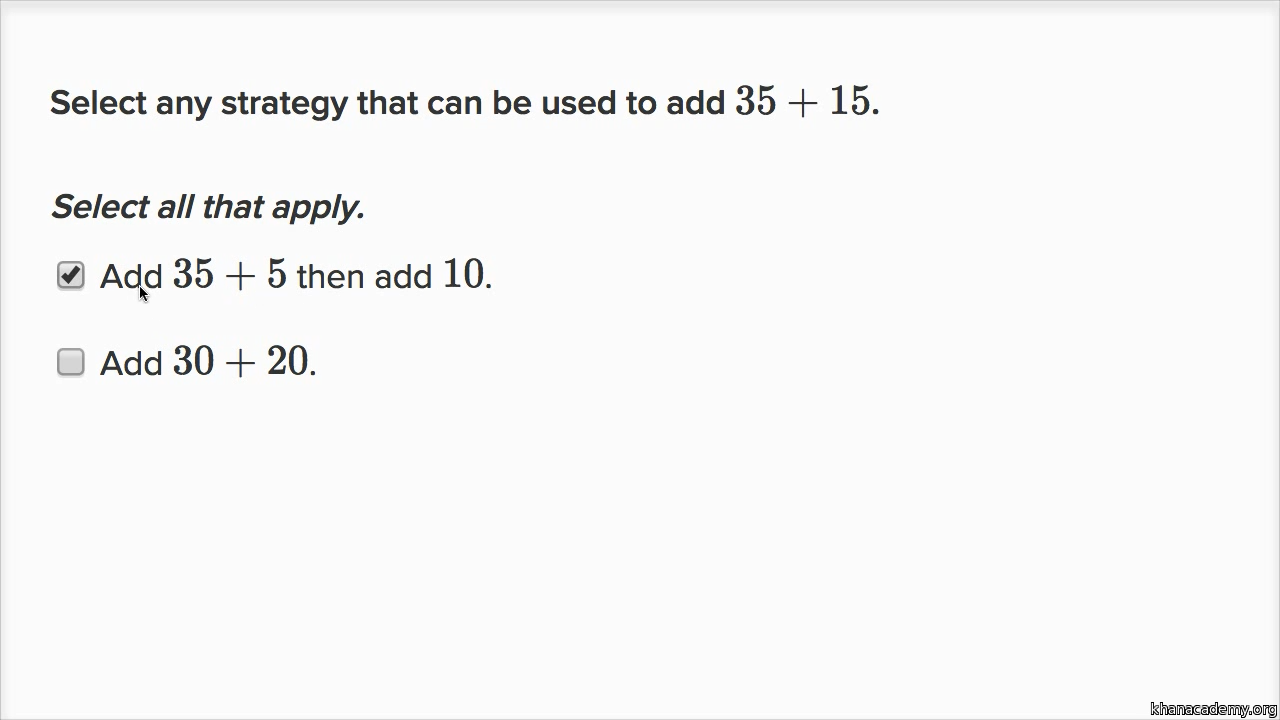 Select any strategy that can be used to add 35 + 15.
Select all that apply.
Add 35 + 5 then add 10.
Add 30 + 20.
khanacademy.org